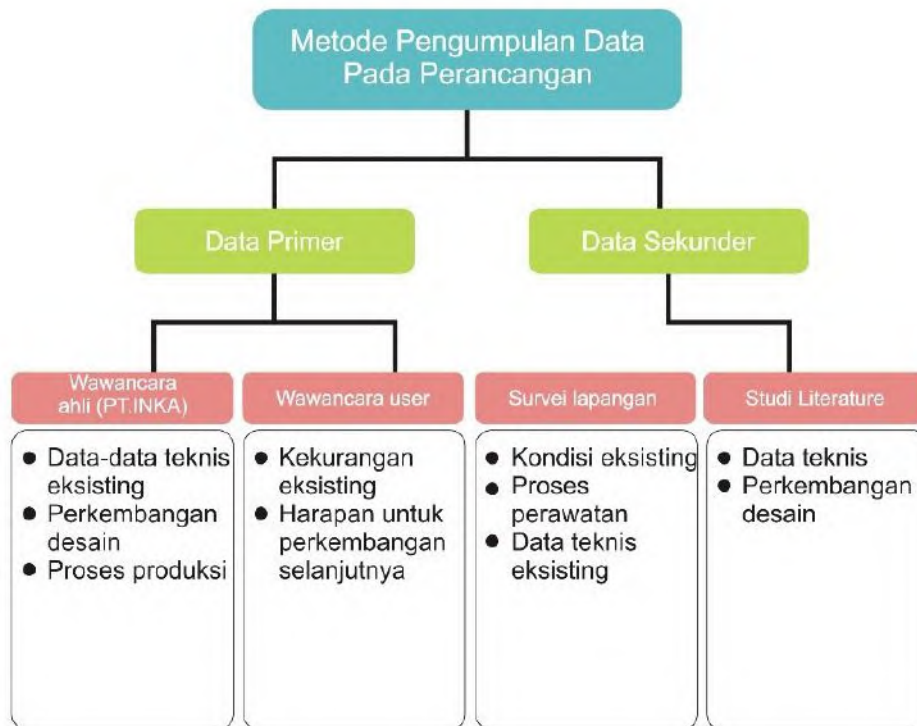 Metode Pengumpulan Data
Pada Perancangan
Data Primer
Data Sekunder
Wawancara
ahli (PT.INKA)
● Data-data teknis
eksisting
● Perkembangan
desain
● Proses produksi
Wawancara user
● Kekurangan
eksisting
● Harapan untuk
perkembangan
selanjutnya
Survei lapangan
● Kondisi eksisting
● Proses
perawatan
● Data teknis
eksisting
Studi Literature
● Data teknis
● Perkembangan
desain